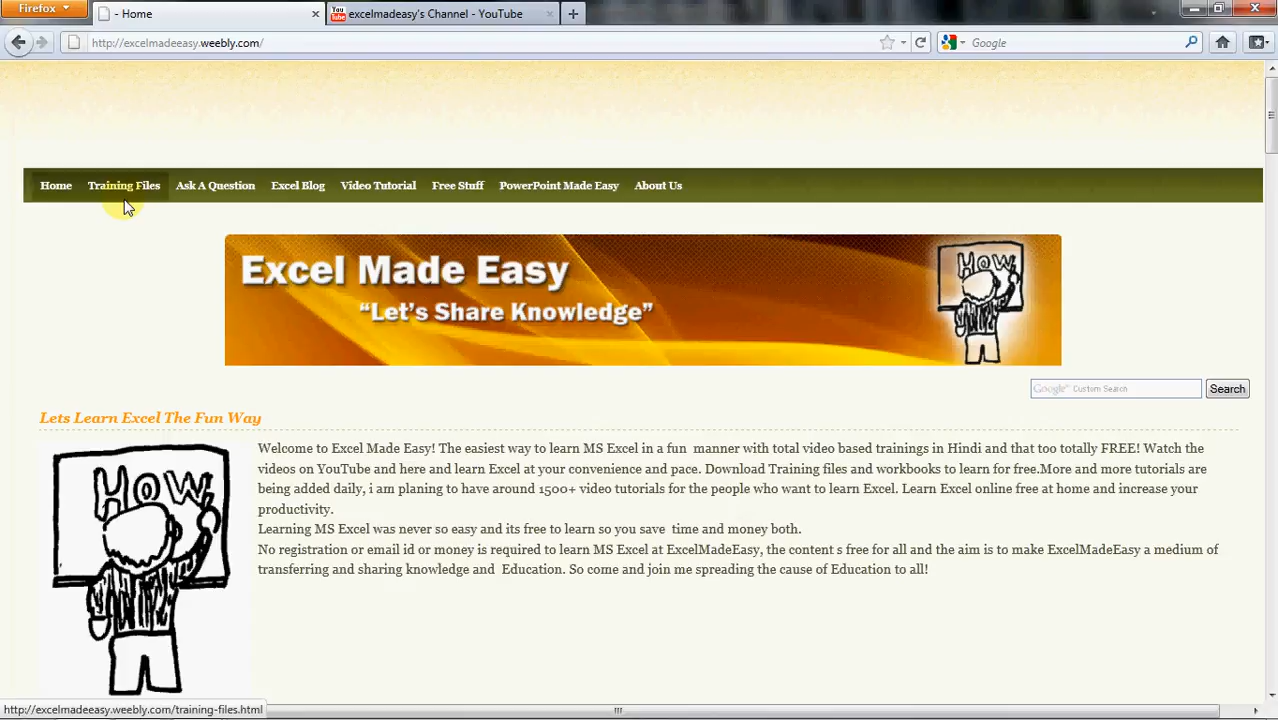 Firefox
- Home
You Tube excelmadeeasy's Channel - YouTube
http://excelmadeeasy.weebly.com/
Google
Home Training Files Ask A Question Excel Blog Video Tutorial Free Stuff PowerPoint Made Easy About Us
Excel Made Easy
“Let's Share Knowledge”
HOW
Google™ Custom Search Search
Lets Learn Excel The Fun Way
HOW
Welcome to Excel Made Easy! The easiest way to learn MS Excel in a fun manner with total video based trainings in Hindi and that too totally FREE! Watch the
videos on YouTube and here and learn Excel at your convenience and pace. Download Training files and workbooks to learn for free.More and more tutorials are
being added daily, i am planing to have around 1500+ video tutorials for the people who want to learn Excel. Learn Excel online free at home and increase your
productivity.
Learning MS Excel was never so easy and its free to learn so you save time and money both.
No registration or email id or money is required to learn MS Excel at ExcelMadeEasy, the content s free for all and the aim is to make ExcelMadeEasy a medium of
transferring and sharing knowledge and Education. So come and join me spreading the cause of Education to all!
http://excelmadeeasy.weebly.com/training-files.html